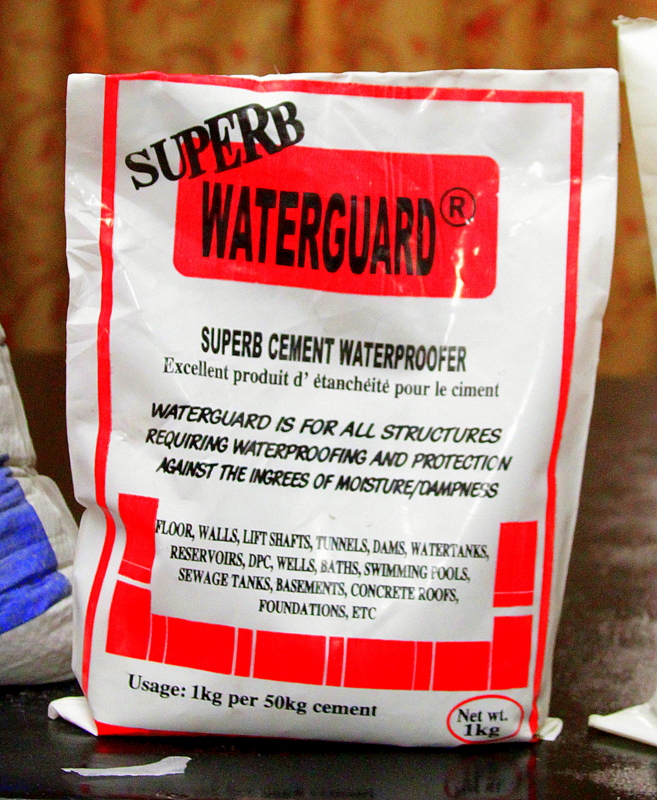 SUPERB
WATERGUARD®
SUPERB CEMENT WATERPROOFER
Excellent produit d' étanchéité pour le ciment
WATERGUARD IS FOR ALL STRUCTURES
REQUIRING WATERPROOFING AND PROTECTION
AGAINST THE INGREES OF MOISTURE/DAMPNESS
FLOOR, WALLS, LIFT SHAFTS, TUNNELS, DAMS, WATERTANKS,
RESERVOIRS, DPC, WELLS, BATHS, SWIMMING POOLS,
SEWAGE TANKS, BASEMENTS, CONCRETE ROOFS,
FOUNDATIONS, ETC
Usage: 1kg per 50kg cement
Net wt.
1kg